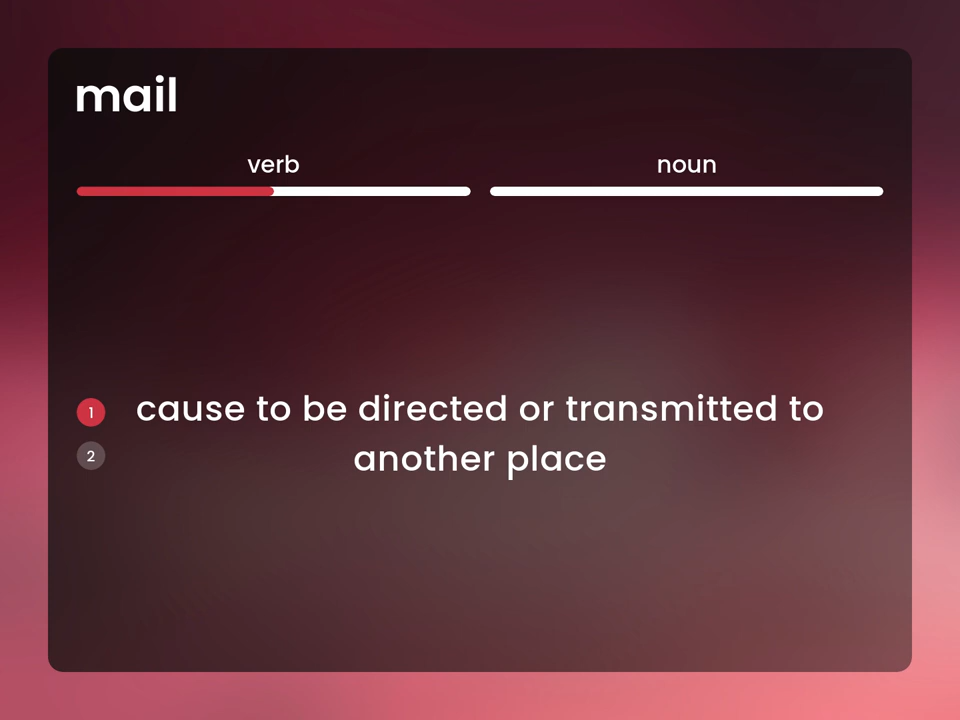 mail
verb
noun
1
cause to be directed or transmitted to
another place
2